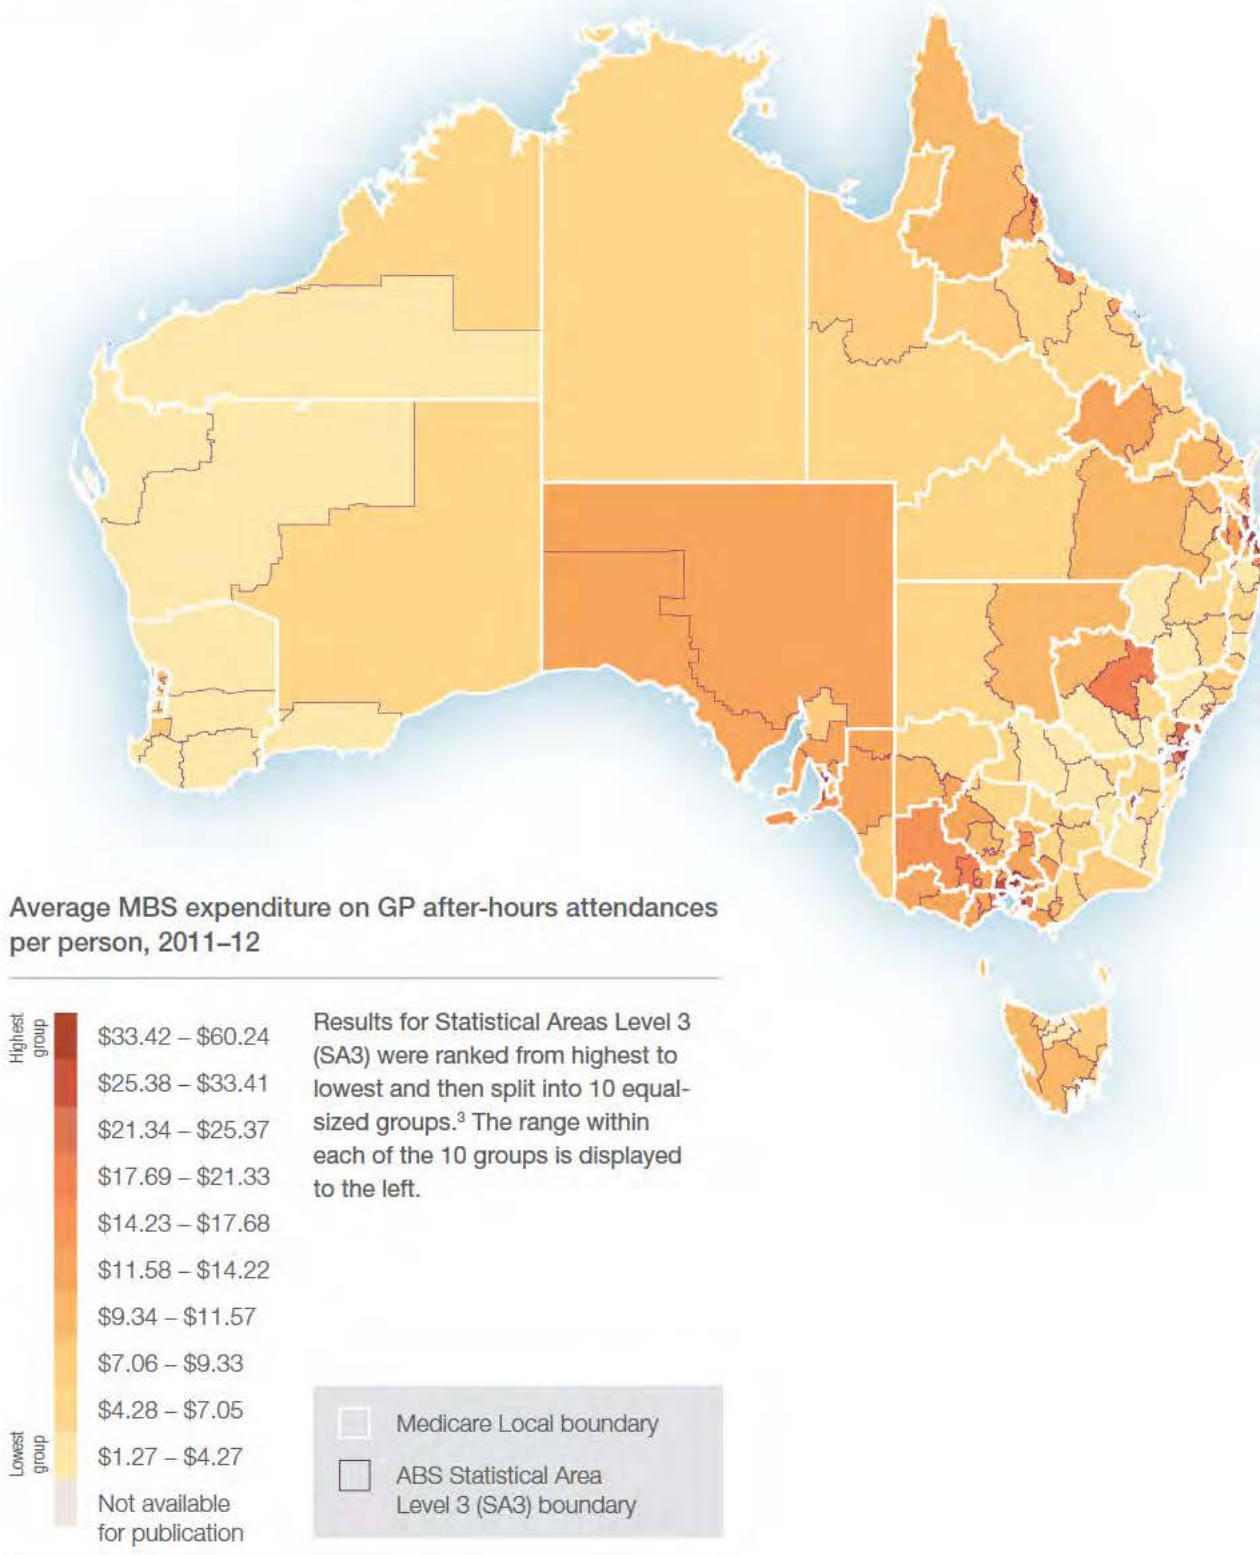 Average MBS expenditure on GP after-hours attendances
per person, 2011–12
Highest
group
$33.42 – $60.24
$25.38 – $33.41
$21.34 – $25.37
$17.69 – $21.33
$14.23 – $17.68
$11.58 – $14.22
$9.34 – $11.57
$7.06 – $9.33
$4.28 – $7.05
$1.27 – $4.27
Lowest
group
Not available
for publication
Results for Statistical Areas Level 3
(SA3) were ranked from highest to
lowest and then split into 10 equal-
sized groups.³ The range within
each of the 10 groups is displayed
to the left.
Medicare Local boundary
ABS Statistical Area
Level 3 (SA3) boundary